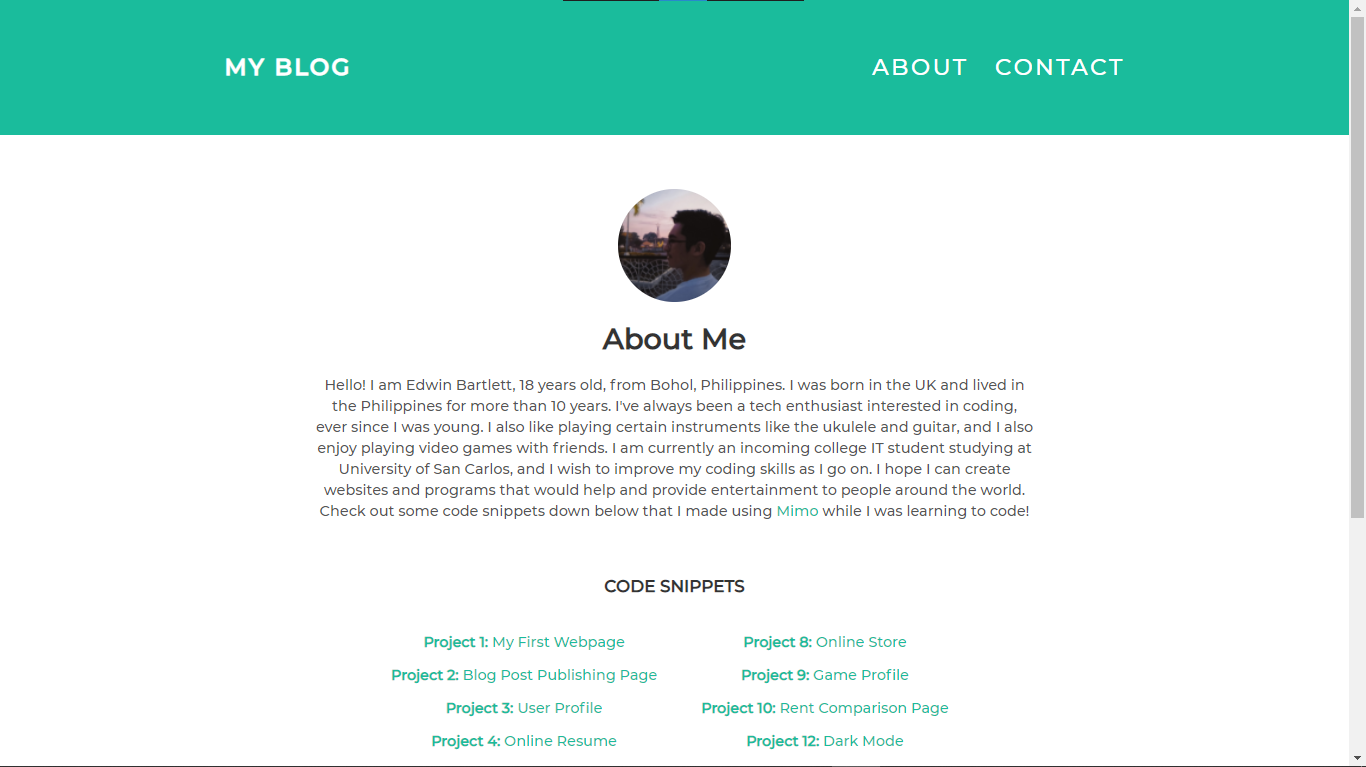 MY BLOG
ABOUT CONTACT
About Me
Hello! I am Edwin Bartlett, 18 years old, from Bohol, Philippines. I was born in the UK and lived in
the Philippines for more than 10 years. I've always been a tech enthusiast interested in coding,
ever since I was young. I also like playing certain instruments like the ukulele and guitar, and I also
enjoy playing video games with friends. I am currently an incoming college IT student studying at
University of San Carlos, and I wish to improve my coding skills as I go on. I hope I can create
websites and programs that would help and provide entertainment to people around the world.
Check out some code snippets down below that I made using Mimo while I was learning to code!
CODE SNIPPETS
Project 1: My First Webpage
Project 2: Blog Post Publishing Page
Project 3: User Profile
Project 4: Online Resume
Project 8: Online Store
Project 9: Game Profile
Project 10: Rent Comparison Page
Project 12: Dark Mode